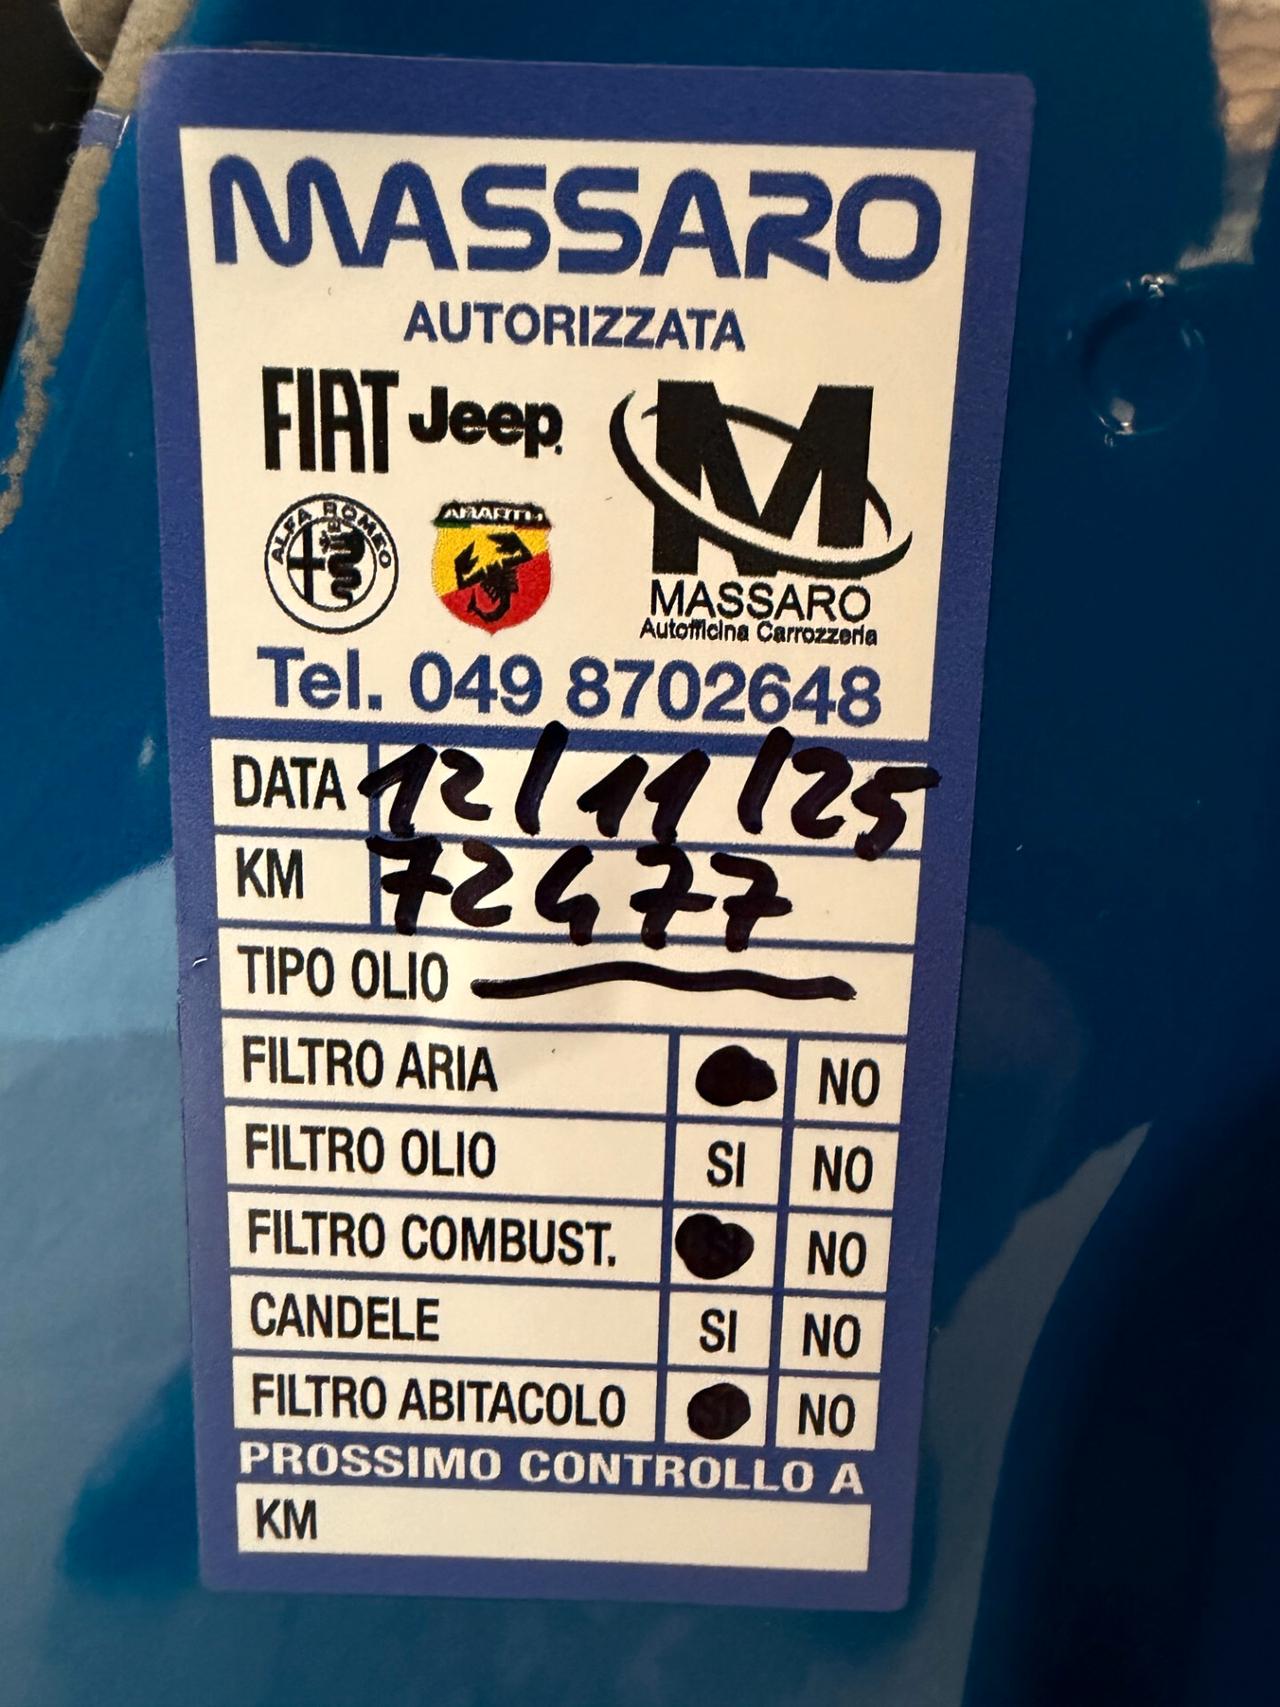 MASSARO
AUTORIZZATA
FIAT Jeep
ALFA ROMEO ABARTH
M
MASSARO
Autofficina Carrozzeria
Tel. 049 8702648
DATA 12/11/25
KM 72477
TIPO OLIO
FILTRO ARIA NO
FILTRO OLIO SI NO
FILTRO COMBUST. NO
CANDELE SI NO
FILTRO ABITACOLO NO
PROSSIMO CONTROLLO A
KM